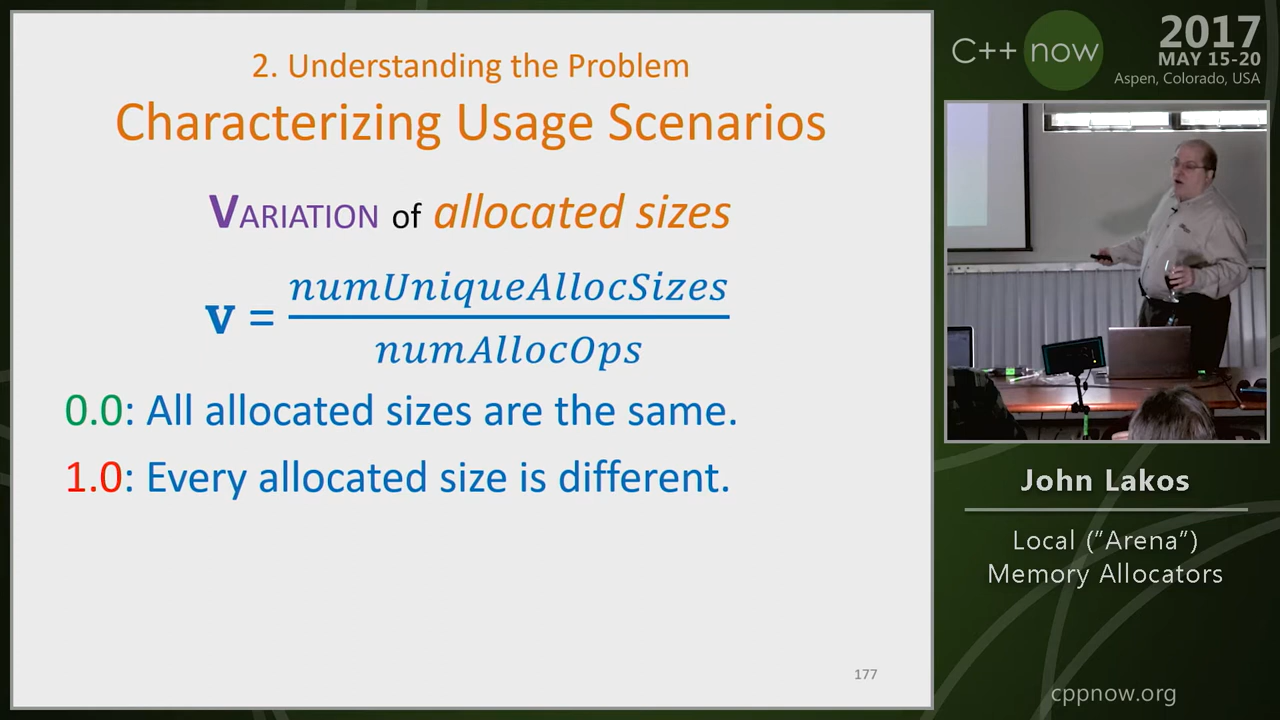 2. Understanding the Problem
Characterizing Usage Scenarios
VARIATION of allocated sizes
v = numUniqueAllocSizes
numAllocOps
0.0: All allocated sizes are the same.
1.0: Every allocated size is different.
177
C++ now
2017
MAY 15-20
Aspen, Colorado, USA
John Lakos
Local ("Arena")
Memory Allocators
cppnow.org